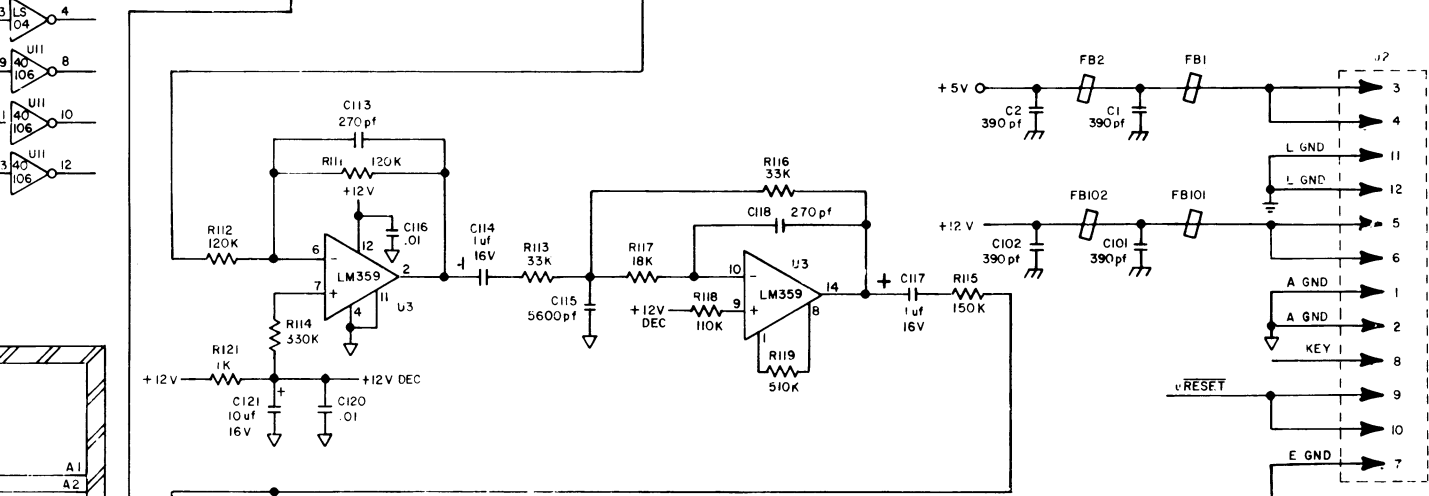 3 LS 4
04
U11
9 40 8
106
U11
1 40 10
106
U11
3 40 12
106
C113
270pf
R111 120K
+12V
R112
120K
C116
.01
6 12
LM359 2
7 11
4 U3
R114
330K
R121
1K
+12V
+12V DEC
C121
10uf
16V
+
C120
.01
C114
1uf
16V
R113
33K
C115
5600pf
R116
33K
C118 270pf
R117
18K
+12V
DEC
R118
110K
10 U3
LM359 14
9 8
1
R119
510K
+ C117
1uf
16V
R115
150K
A1
A2
+5V
FB2 FB1
C2
390pf
C1
390pf
+12V
FB102 FB101
C102
390pf
C101
390pf
J2
3
4
L GND 11
L GND 12
5
6
A GND 1
A GND 2
KEY 8
RESET 9
10
E GND 7